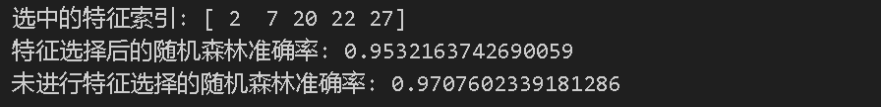 选中的特征索引: [ 2  7 20 22 27]
特征选择后的随机森林准确率: 0.9532163742690059
未进行特征选择的随机森林准确率: 0.9707602339181286